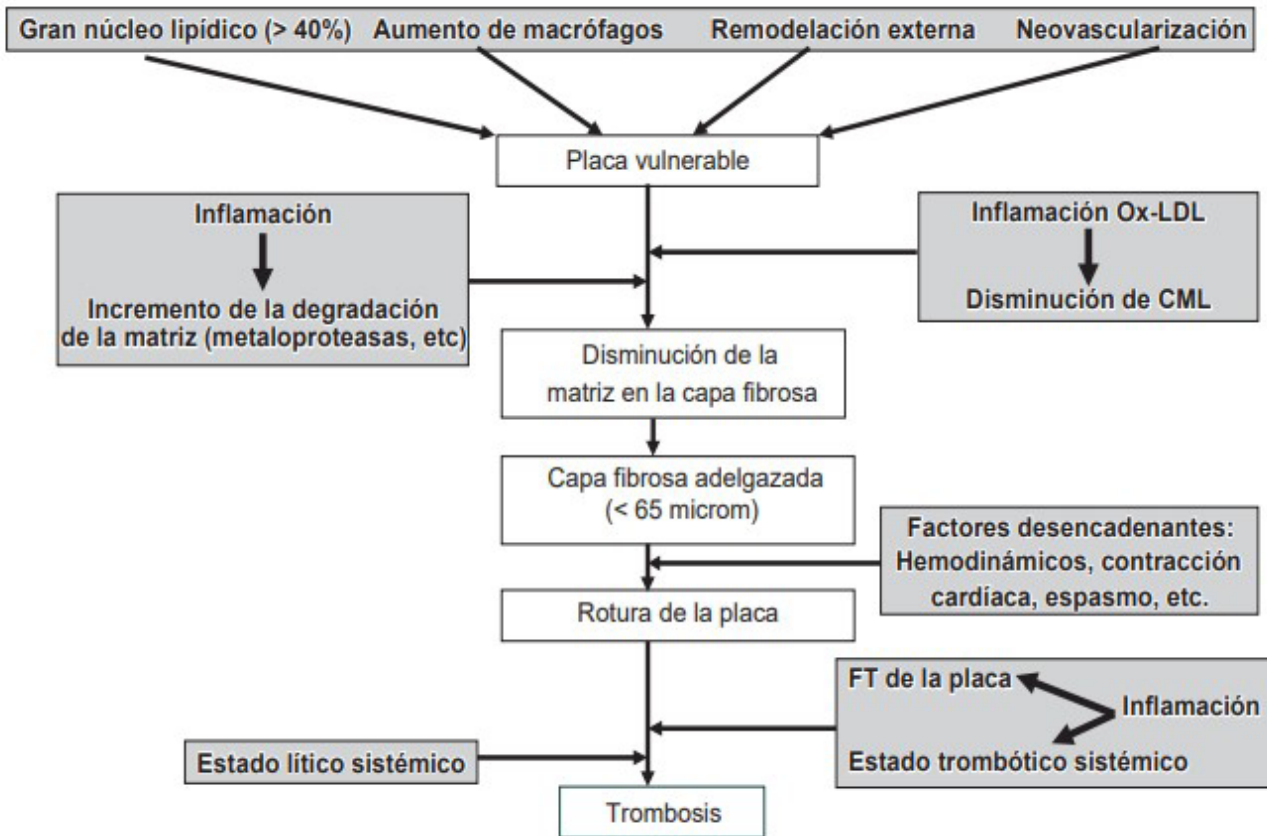 Gran núcleo lipídico (> 40%) Aumento de macrófagos Remodelación externa Neovascularización
Placa vulnerable
Inflamación
Incremento de la degradación
de la matriz (metaloproteasas, etc)
Inflamación Ox-LDL
Disminución de CML
Disminución de la
matriz en la capa fibrosa
Capa fibrosa adelgazada
(< 65 microm)
Factores desencadenantes:
Hemodinámicos, contracción
cardíaca, espasmo, etc.
Rotura de la placa
FT de la placa
Inflamación
Estado trombótico sistémico
Estado lítico sistémico
Trombosis